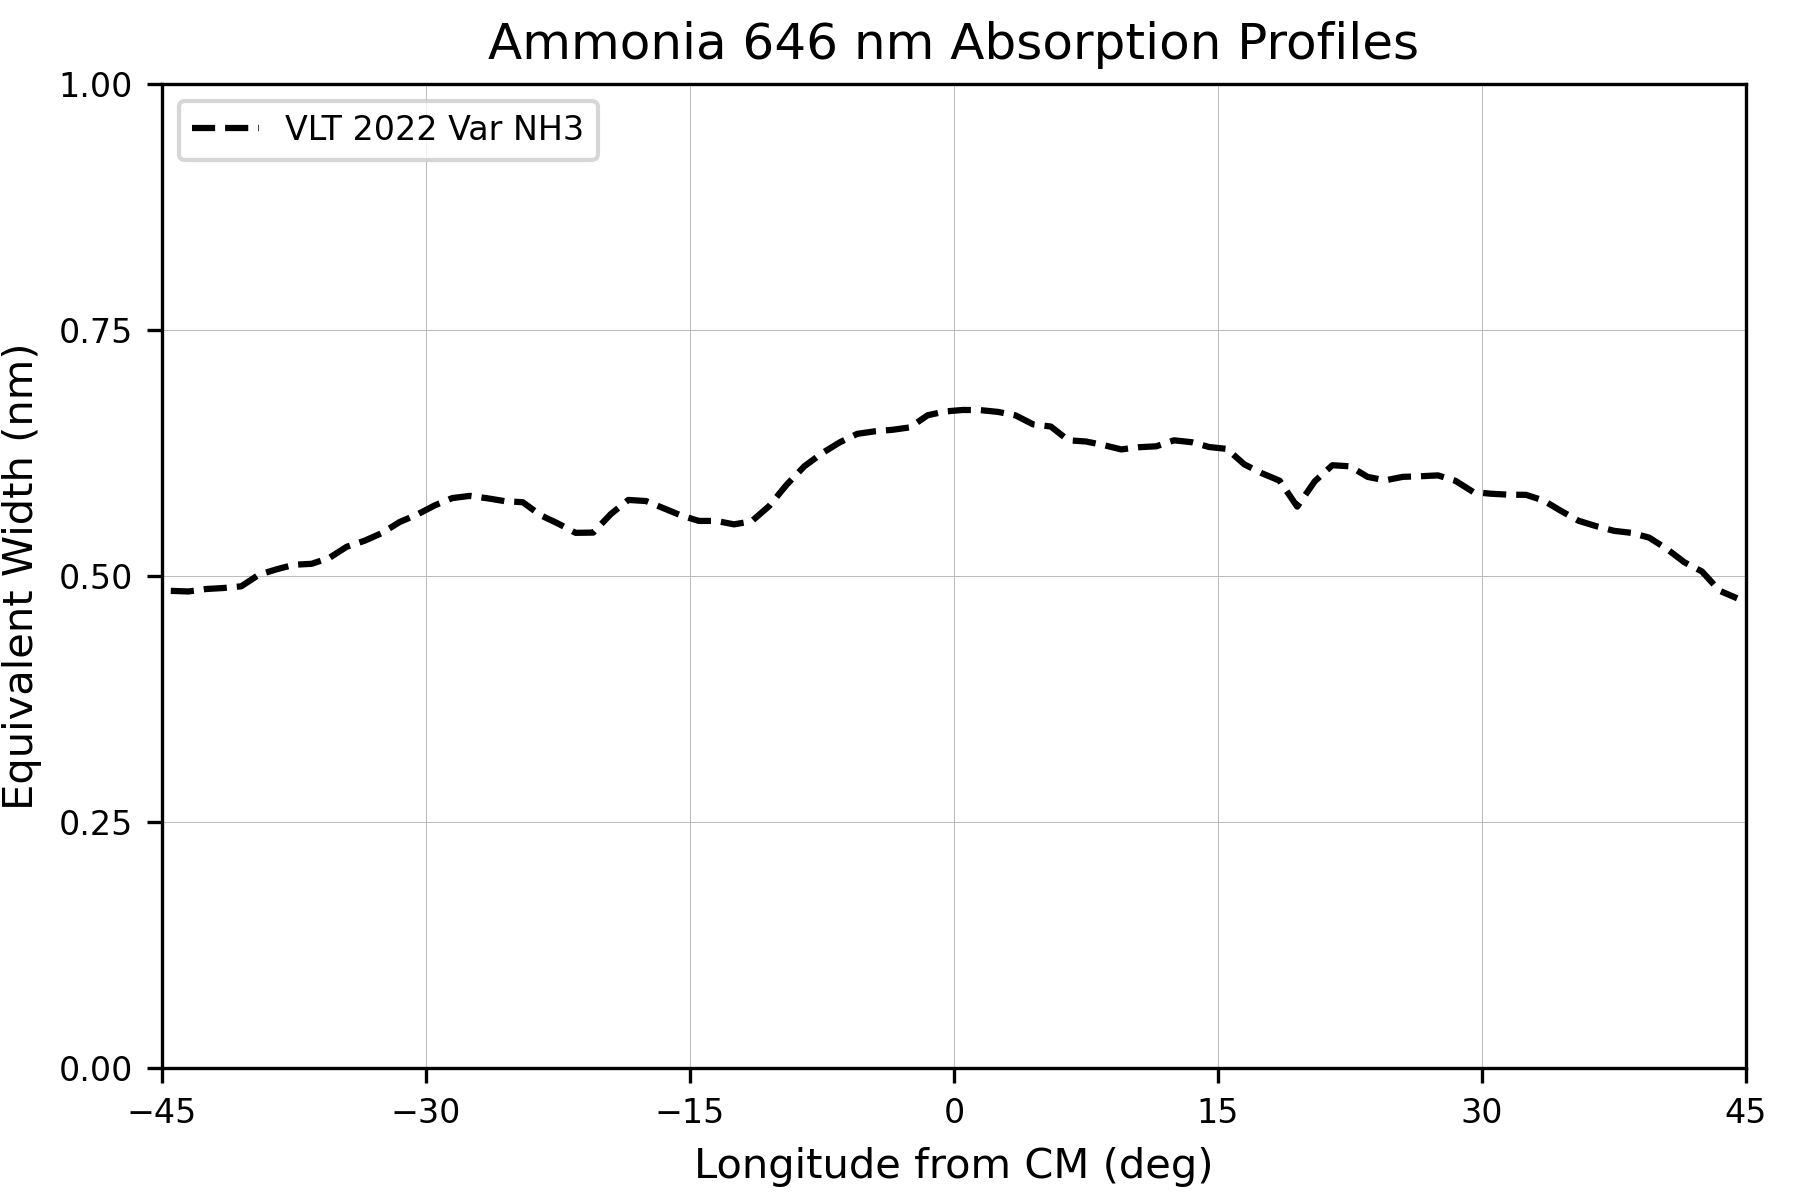 Ammonia 646 nm Absorption Profiles
VLT 2022 Var NH3
Equivalent Width (nm)
1.00
0.75
0.50
0.25
0.00
−45 −30 −15 0 15 30 45
Longitude from CM (deg)